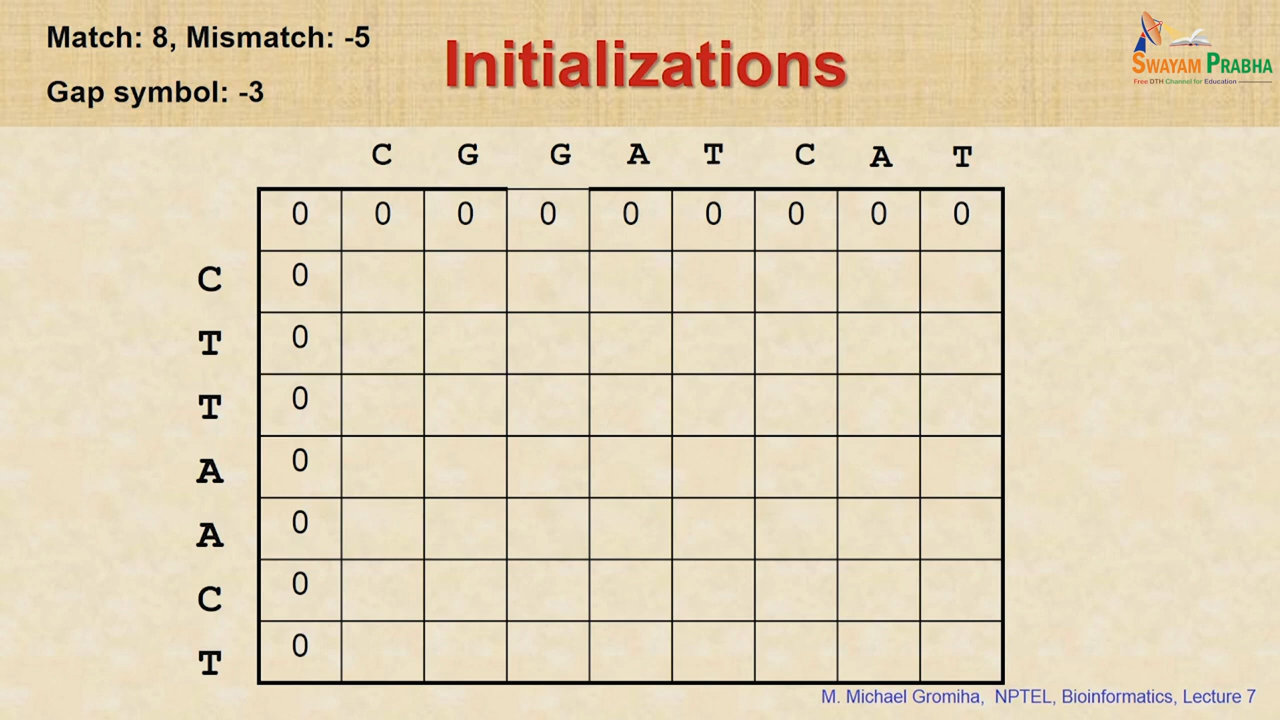 Match: 8, Mismatch: -5
Gap symbol: -3
Initializations
SWAYAM PRABHA
Free DTH Channel for Education
C G G A T C A T
0 0 0 0 0 0 0 0 0
C 0
T 0
T 0
A 0
A 0
C 0
T 0
M. Michael Gromiha, NPTEL, Bioinformatics, Lecture 7